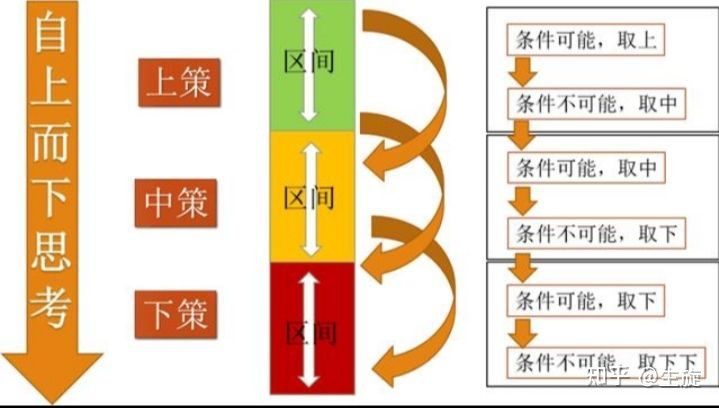 自上而下思考
上策
中策
下策
区间
区间
区间
条件可能，取上
条件不可能，取中
条件可能，取中
条件不可能，取下
条件可能，取下
条件不可能，取下下
知乎 @生旋